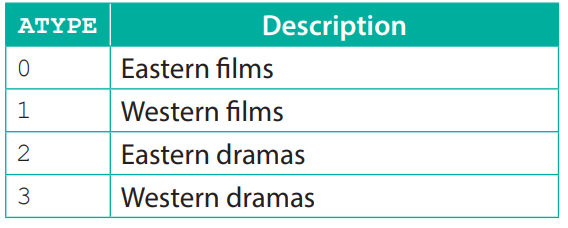 ATYPE Description
0 Eastern films
1 Western films
2 Eastern dramas
3 Western dramas